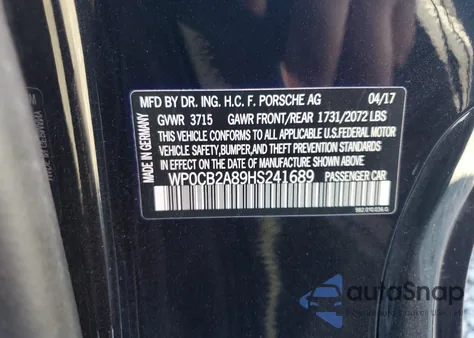 MFD BY DR. ING. H.C. F. PORSCHE AG 04/17
GVWR 3715 GAWR FRONT/REAR 1731/2072 LBS
THIS VEHICLE CONFORMS TO ALL APPLICABLE U.S.FEDERAL MOTOR
VEHICLE SAFETY,BUMPER,AND THEFT PREVENTION STANDARDS
IN EFFECT ON THE DATE OF MANUFACTURE SHOWN ABOVE
WP0CB2A89HS241689 PASSENGER CAR
MADE IN GERMANY
autoSnap